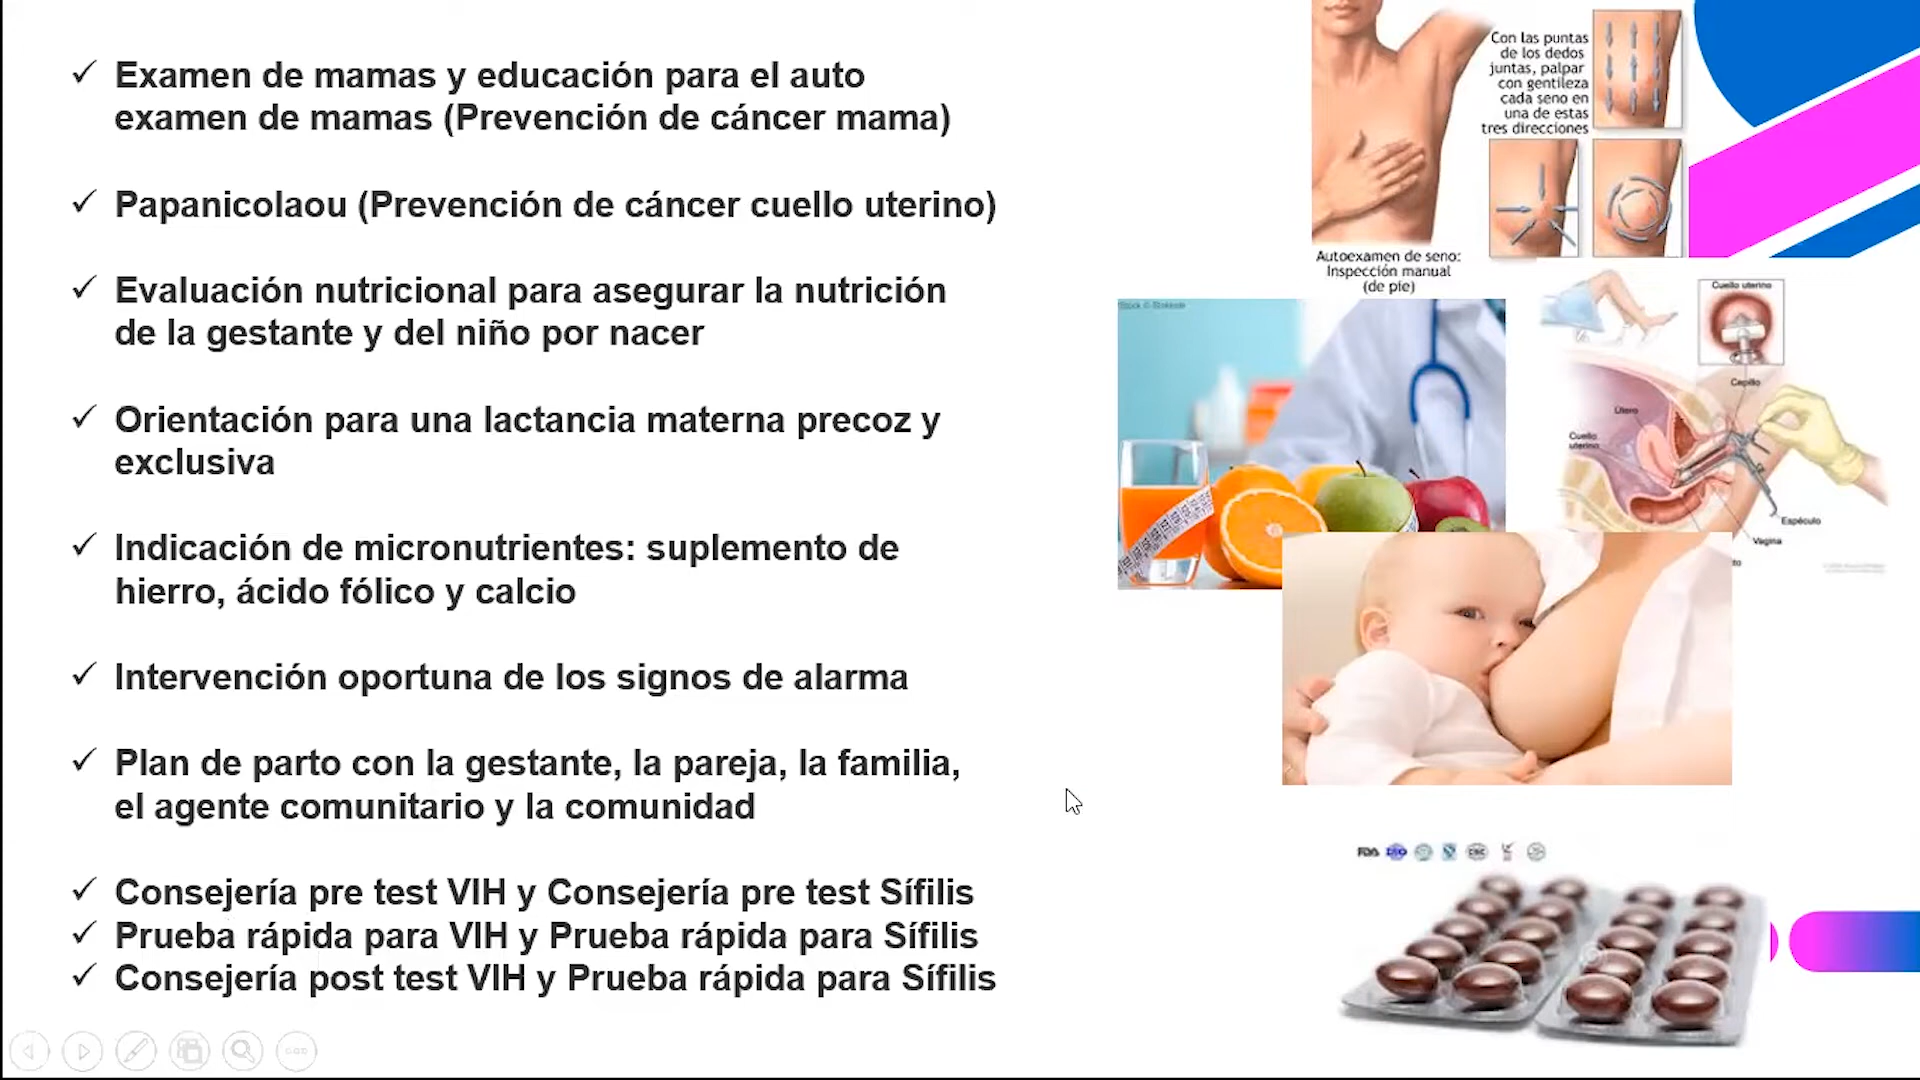 ✓ Examen de mamas y educación para el auto
examen de mamas (Prevención de cáncer mama)
✓ Papanicolaou (Prevención de cáncer cuello uterino)
✓ Evaluación nutricional para asegurar la nutrición
de la gestante y del niño por nacer
✓ Orientación para una lactancia materna precoz y
exclusiva
✓ Indicación de micronutrientes: suplemento de
hierro, ácido fólico y calcio
✓ Intervención oportuna de los signos de alarma
✓ Plan de parto con la gestante, la pareja, la familia,
el agente comunitario y la comunidad
✓ Consejería pre test VIH y Consejería pre test Sífilis
✓ Prueba rápida para VIH y Prueba rápida para Sífilis
✓ Consejería post test VIH y Prueba rápida para Sífilis
Con las puntas
de los dedos
juntas, palpar
con gentileza
cada seno en
una de estas
tres direcciones
Autoexamen de seno:
Inspección manual
(de pie)
Cuello uterino
Cepillo
Útero
Cuello
uterino
Espéculo
Vagina
FDA ISO